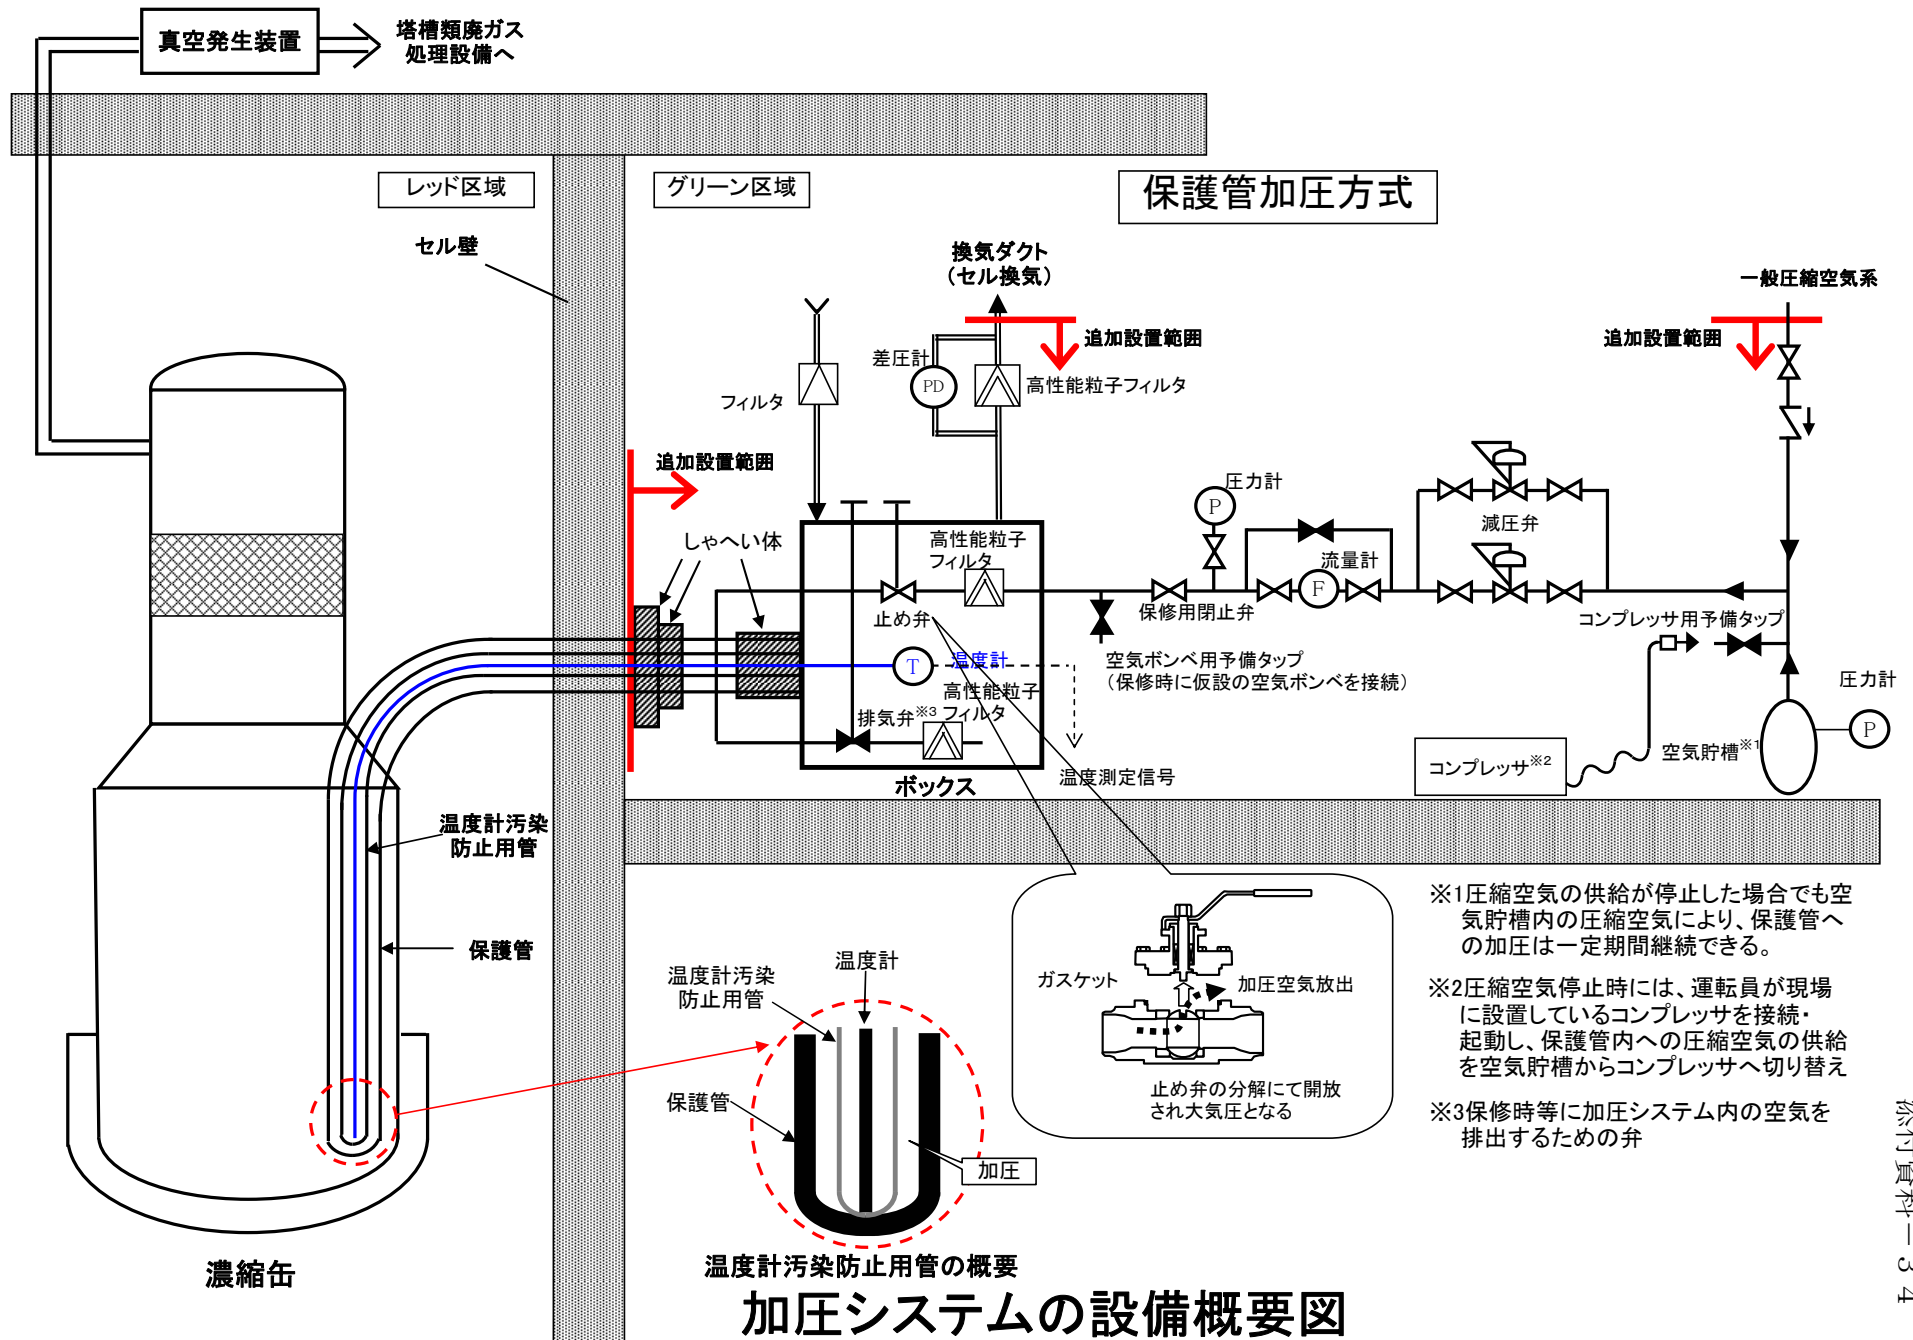 真空発生装置
塔槽類廃ガス
処理設備へ
レッド区域
グリーン区域
保護管加圧方式
セル壁
換気ダクト
(セル換気)
一般圧縮空気系
追加設置範囲
追加設置範囲
差圧計
PD
高性能粒子フィルタ
フィルタ
追加設置範囲
圧力計
P
減圧弁
しゃへい体
高性能粒子
フィルタ
流量計
F
止め弁
保修用閉止弁
コンプレッサ用予備タップ
T
温度計
空気ボンベ用予備タップ
(保修時に仮設の空気ボンベを接続)
高性能粒子
フィルタ
排気弁※3
圧力計
P
空気貯槽※1
コンプレッサ※2
温度測定信号
ボックス
温度計汚染
防止用管
保護管
※1圧縮空気の供給が停止した場合でも空
気貯槽内の圧縮空気により、保護管へ
の加圧は一定期間継続できる。
※2圧縮空気停止時には、運転員が現場
に設置しているコンプレッサを接続・
起動し、保護管内への圧縮空気の供給
を空気貯槽からコンプレッサへ切り替え
※3保修時等に加圧システム内の空気を
排出するための弁
ガスケット
加圧空気放出
止め弁の分解にて開放
され大気圧となる
温度計
温度計汚染
防止用管
保護管
加圧
温度計汚染防止用管の概要
濃縮缶
加圧システムの設備概要図
添付資料－34